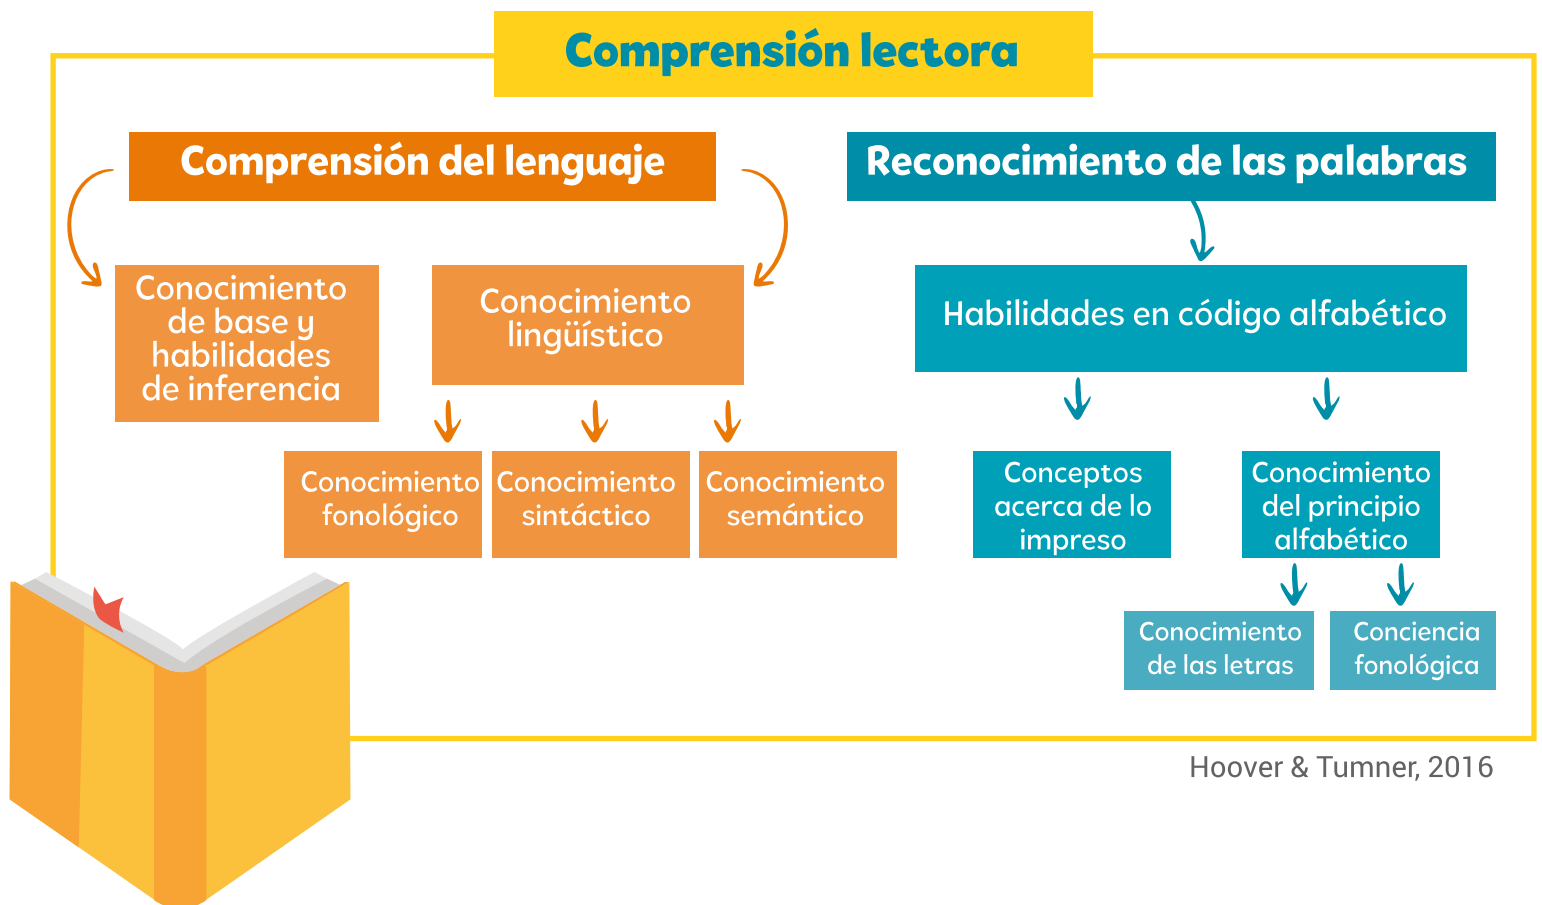 Comprensión lectora
Comprensión del lenguaje
Reconocimiento de las palabras
Conocimiento
de base y
habilidades
de inferencia
Conocimiento
lingüístico
Habilidades en código alfabético
Conocimiento
fonológico
Conocimiento
sintáctico
Conocimiento
semántico
Conceptos
acerca de lo
impreso
Conocimiento
del principio
alfabético
Conocimiento
de las letras
Conciencia
fonológica
Hoover & Tumner, 2016